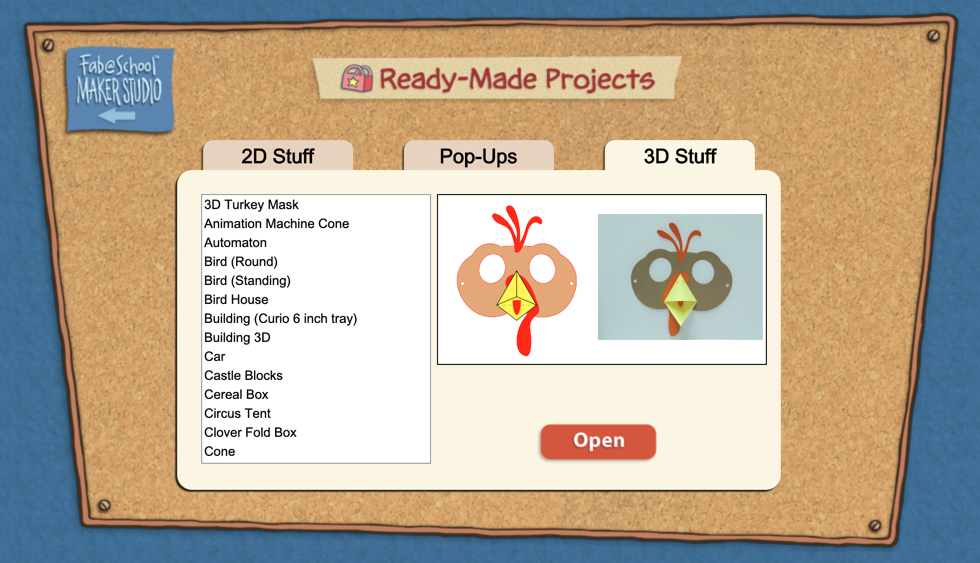 Fab@School™
MAKER STUDIO
Ready-Made Projects
2D Stuff
Pop-Ups
3D Stuff
3D Turkey Mask
Animation Machine Cone
Automaton
Bird (Round)
Bird (Standing)
Bird House
Building (Curio 6 inch tray)
Building 3D
Car
Castle Blocks
Cereal Box
Circus Tent
Clover Fold Box
Cone
Open